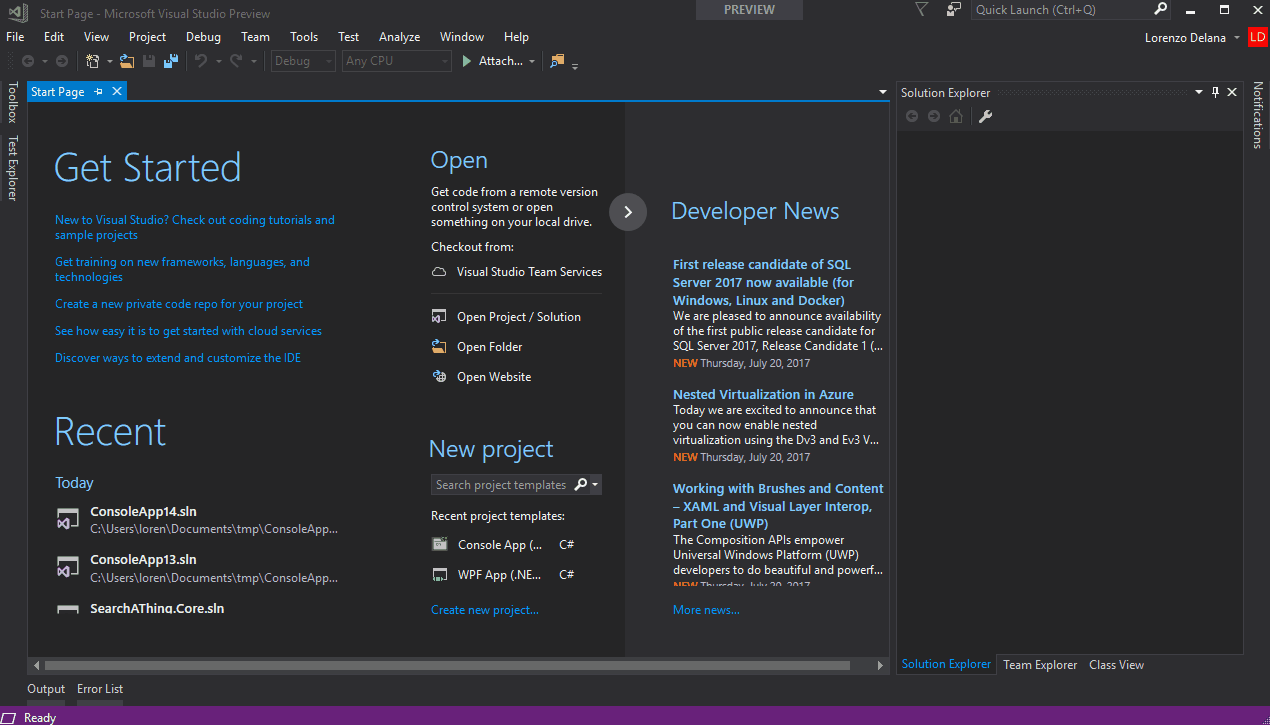 Start Page - Microsoft Visual Studio Preview
PREVIEW
Quick Launch (Ctrl+Q)
File Edit View Project Debug Team Tools Test Analyze Window Help
Lorenzo Delana
LD
Debug
Any CPU
Attach...
Toolbox
Test Explorer
Start Page
Get Started
New to Visual Studio? Check out coding tutorials and
sample projects
Get training on new frameworks, languages, and
technologies
Create a new private code repo for your project
See how easy it is to get started with cloud services
Discover ways to extend and customize the IDE
Recent
Today
ConsoleApp14.sln
C:\Users\loren\Documents\tmp\ConsoleApp...
ConsoleApp13.sln
C:\Users\loren\Documents\tmp\ConsoleApp...
SearchAThing.Core.sln
Open
Get code from a remote version
control system or open
something on your local drive.
Checkout from:
Visual Studio Team Services
Open Project / Solution
Open Folder
Open Website
New project
Search project templates
Recent project templates:
Console App (... C#
WPF App (.NE... C#
Create new project...
Developer News
First release candidate of SQL
Server 2017 now available (for
Windows, Linux and Docker)
We are pleased to announce availability
of the first public release candidate for
SQL Server 2017, Release Candidate 1 (...
NEW Thursday, July 20, 2017
Nested Virtualization in Azure
Today we are excited to announce that
you can now enable nested
virtualization using the Dv3 and Ev3 V...
NEW Thursday, July 20, 2017
Working with Brushes and Content
– XAML and Visual Layer Interop,
Part One (UWP)
The Composition APIs empower
Universal Windows Platform (UWP)
developers to do beautiful and powerf...
NEW Thursday, July 20, 2017
More news...
Solution Explorer
Notifications
Solution Explorer Team Explorer Class View
Output Error List
Ready